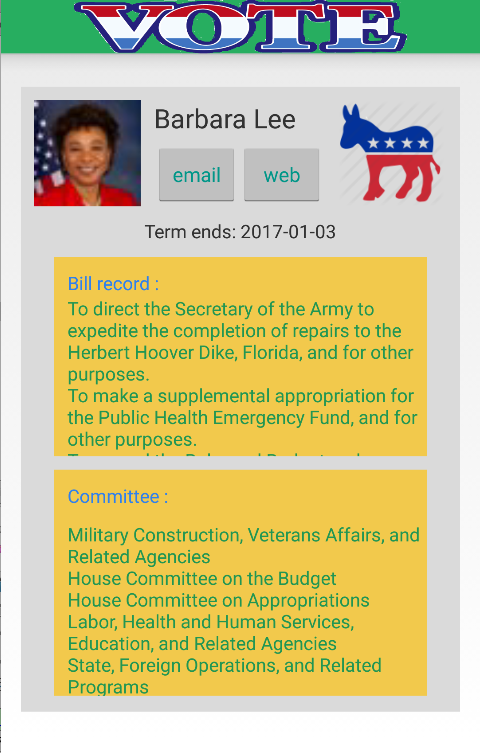 VOTE
Barbara Lee
email
web
Term ends: 2017-01-03
Bill record :
To direct the Secretary of the Army to
expedite the completion of repairs to the
Herbert Hoover Dike, Florida, and for other
purposes.
To make a supplemental appropriation for
the Public Health Emergency Fund, and for
other purposes.
Committee :
Military Construction, Veterans Affairs, and
Related Agencies
House Committee on the Budget
House Committee on Appropriations
Labor, Health and Human Services,
Education, and Related Agencies
State, Foreign Operations, and Related
Programs